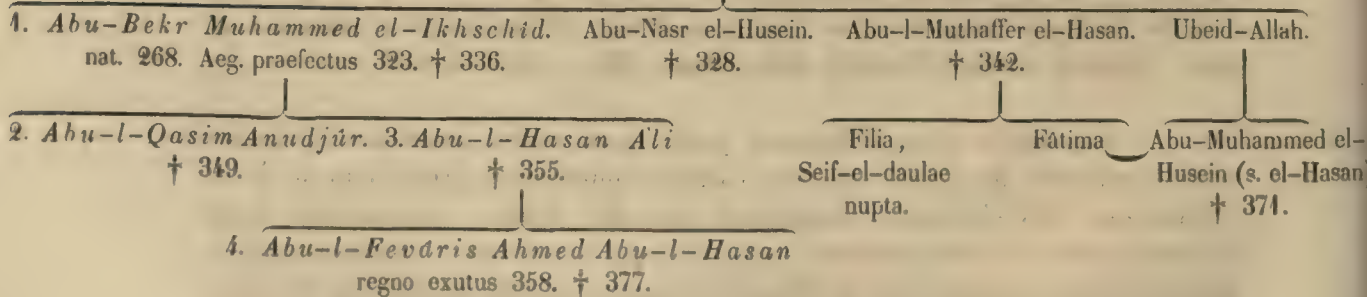 1. Abu-Bekr Muhammed el-Ikhschid. Abu-Nasr el-Husein. Abu-l-Muthaffer el-Hasan. Ubeid-Allah.
nat. 268. Aeg. praefectus 323. † 336. † 328. † 342.
2. Abu-l-Qasim Anudjúr. 3. Abu-l-Hasan Ali Filia, Fátima Abu-Muhammed el-
† 349. † 355. Seif-el-daulae Husein (s. el-Hasan
nupta. † 371.
4. Abu-l-Feváris Ahmed Abu-l-Hasan
regno exutus 358. † 377.